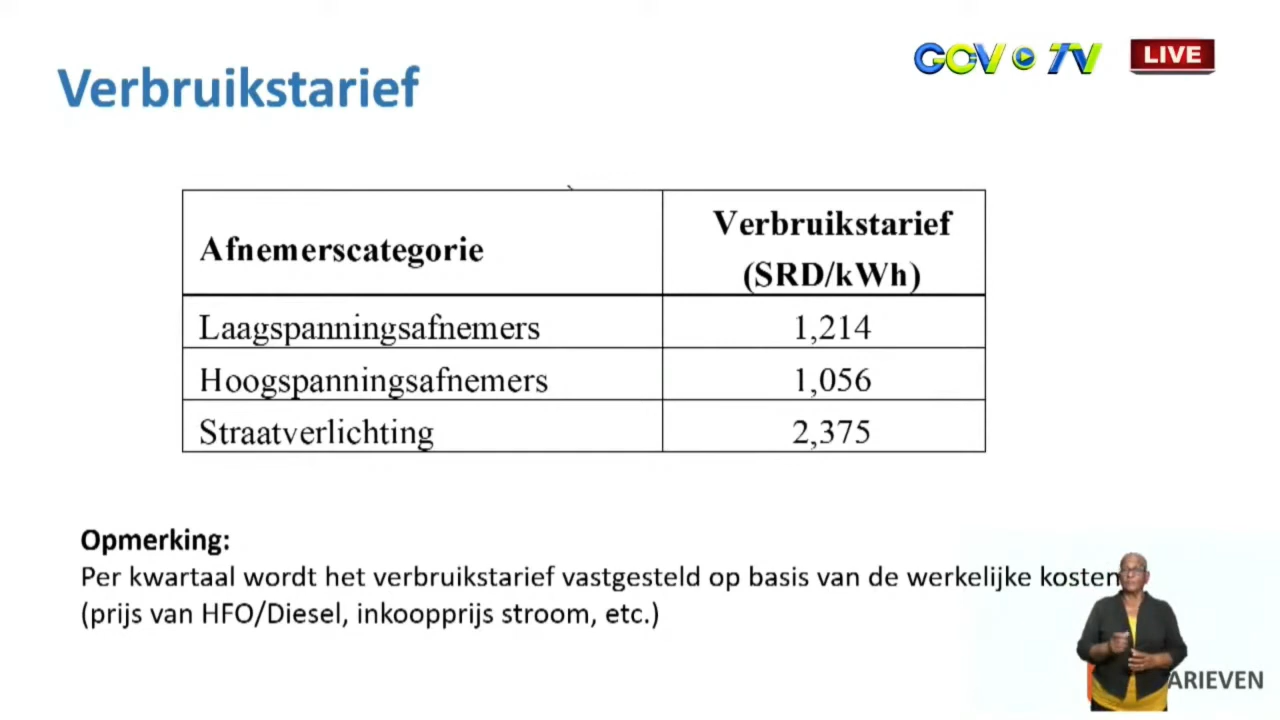 GOV TV
LIVE
Verbruikstarief
Afnemerscategorie
Verbruikstarief
(SRD/kWh)
Laagspanningsafnemers 1,214
Hoogspanningsafnemers 1,056
Straatverlichting 2,375
Opmerking:
Per kwartaal wordt het verbruikstarief vastgesteld op basis van de werkelijke kosten
(prijs van HFO/Diesel, inkoopprijs stroom, etc.)